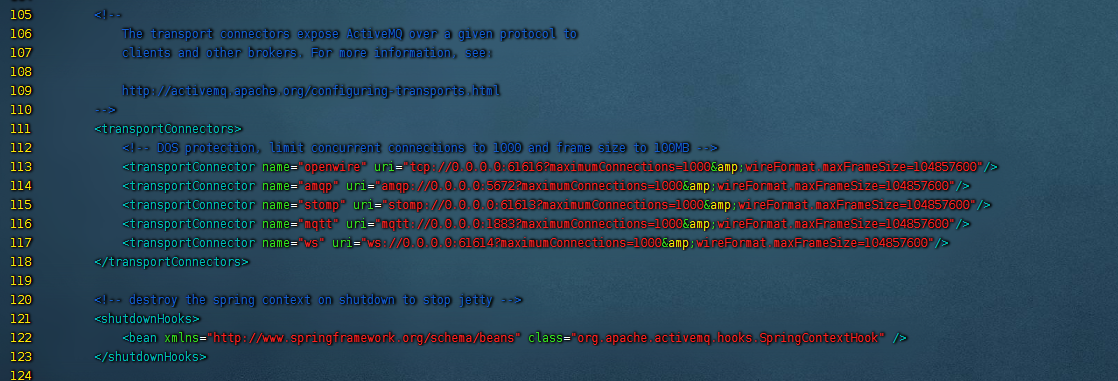 105 <!--
106 The transport connectors expose ActiveMQ over a given protocol to
107 clients and other brokers. For more information, see:
108
109 http://activemq.apache.org/configuring-transports.html
110 -->
111 <transportConnectors>
112 <!-- DOS protection, limit concurrent connections to 1000 and frame size to 100MB -->
113 <transportConnector name="openwire" uri="tcp://0.0.0.0:61616?maximumConnections=1000&amp;wireFormat.maxFrameSize=104857600"/>
114 <transportConnector name="amqp" uri="amqp://0.0.0.0:5672?maximumConnections=1000&amp;wireFormat.maxFrameSize=104857600"/>
115 <transportConnector name="stomp" uri="stomp://0.0.0.0:61613?maximumConnections=1000&amp;wireFormat.maxFrameSize=104857600"/>
116 <transportConnector name="mqtt" uri="mqtt://0.0.0.0:1883?maximumConnections=1000&amp;wireFormat.maxFrameSize=104857600"/>
117 <transportConnector name="ws" uri="ws://0.0.0.0:61614?maximumConnections=1000&amp;wireFormat.maxFrameSize=104857600"/>
118 </transportConnectors>
119
120 <!-- destroy the spring context on shutdown to stop jetty -->
121 <shutdownHooks>
122 <bean xmlns="http://www.springframework.org/schema/beans" class="org.apache.activemq.hooks.SpringContextHook" />
123 </shutdownHooks>
124